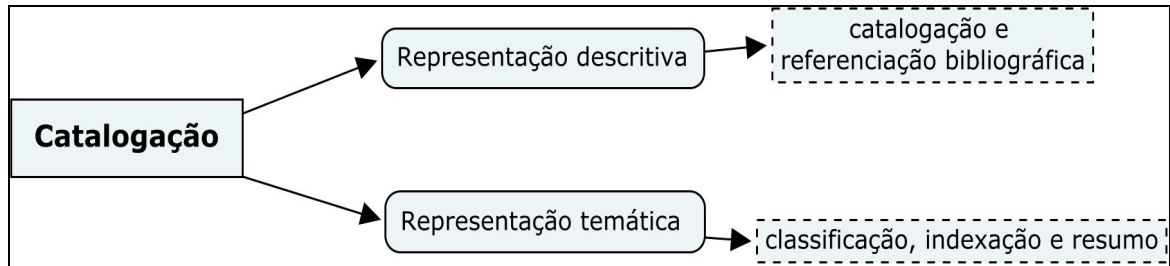 Catalogação
Representação descritiva
catalogação e
referenciação bibliográfica
Representação temática
classificação, indexação e resumo